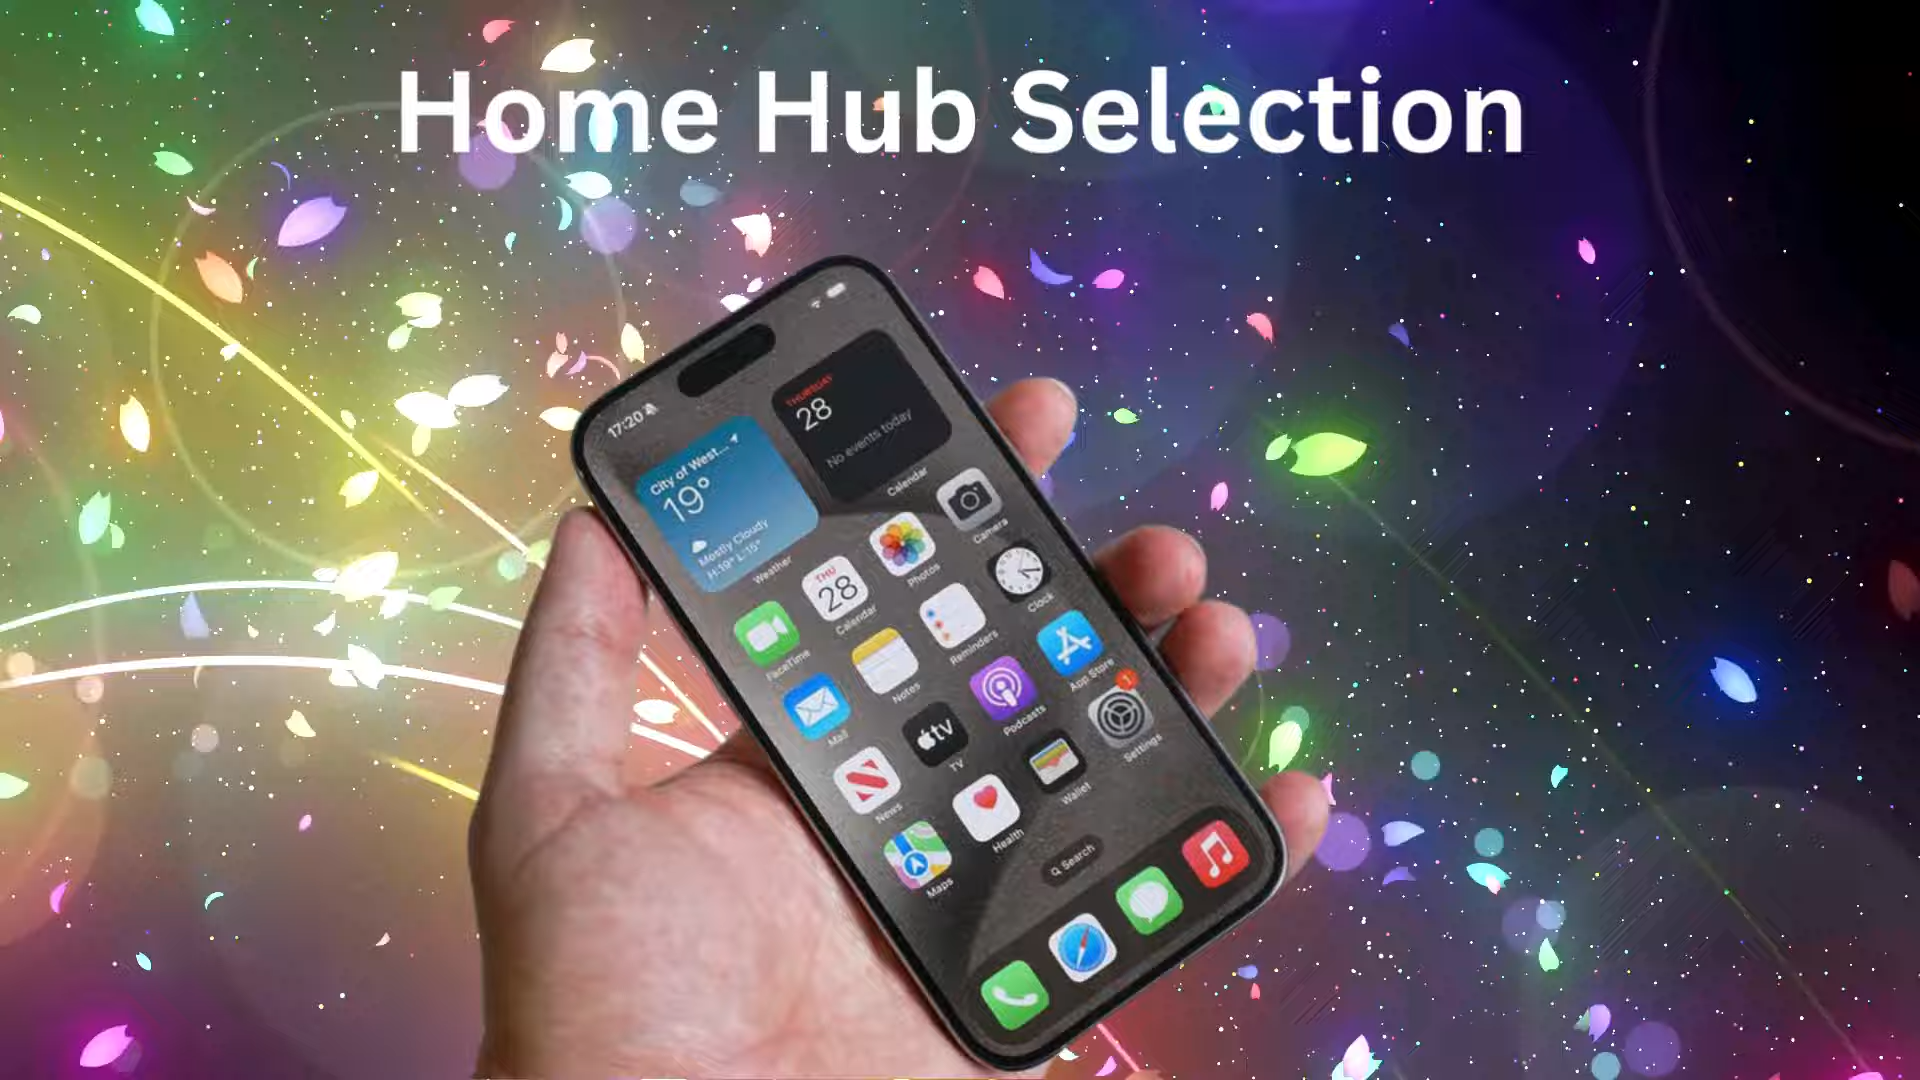 Home Hub Selection
17:20
THURSDAY
28
No events today
Calendar
City of West...
19°
Mostly Cloudy
H:19° L:15°
Weather
Camera
Photos
THU
28
Calendar
FaceTime
Clock
Reminders
Notes
Mail
1
App Store
Podcasts
tv
TV
News
Settings
Wallet
Health
Maps
Search